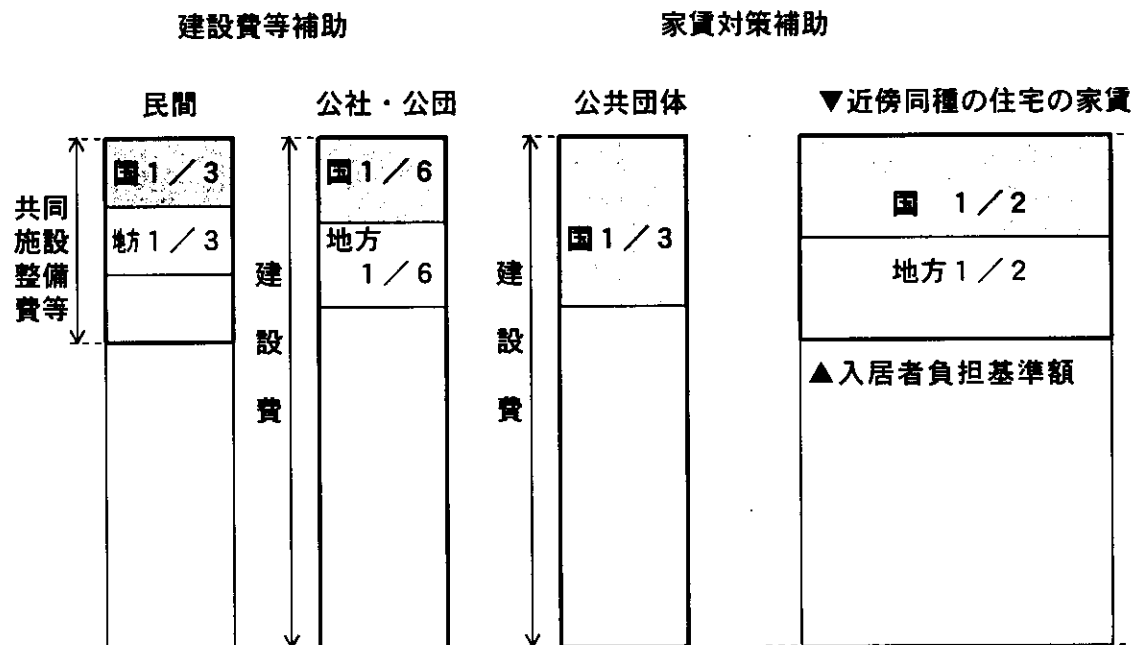 建設費等補助
家賃対策補助
民間
公社・公団
公共団体
▼近傍同種の住宅の家賃
共同
施設
整備
費等
国1／3
地方1／3
建設費
国1／6
地方
1／6
建設費
国1／3
国 1／2
地方1／2
▲入居者負担基準額